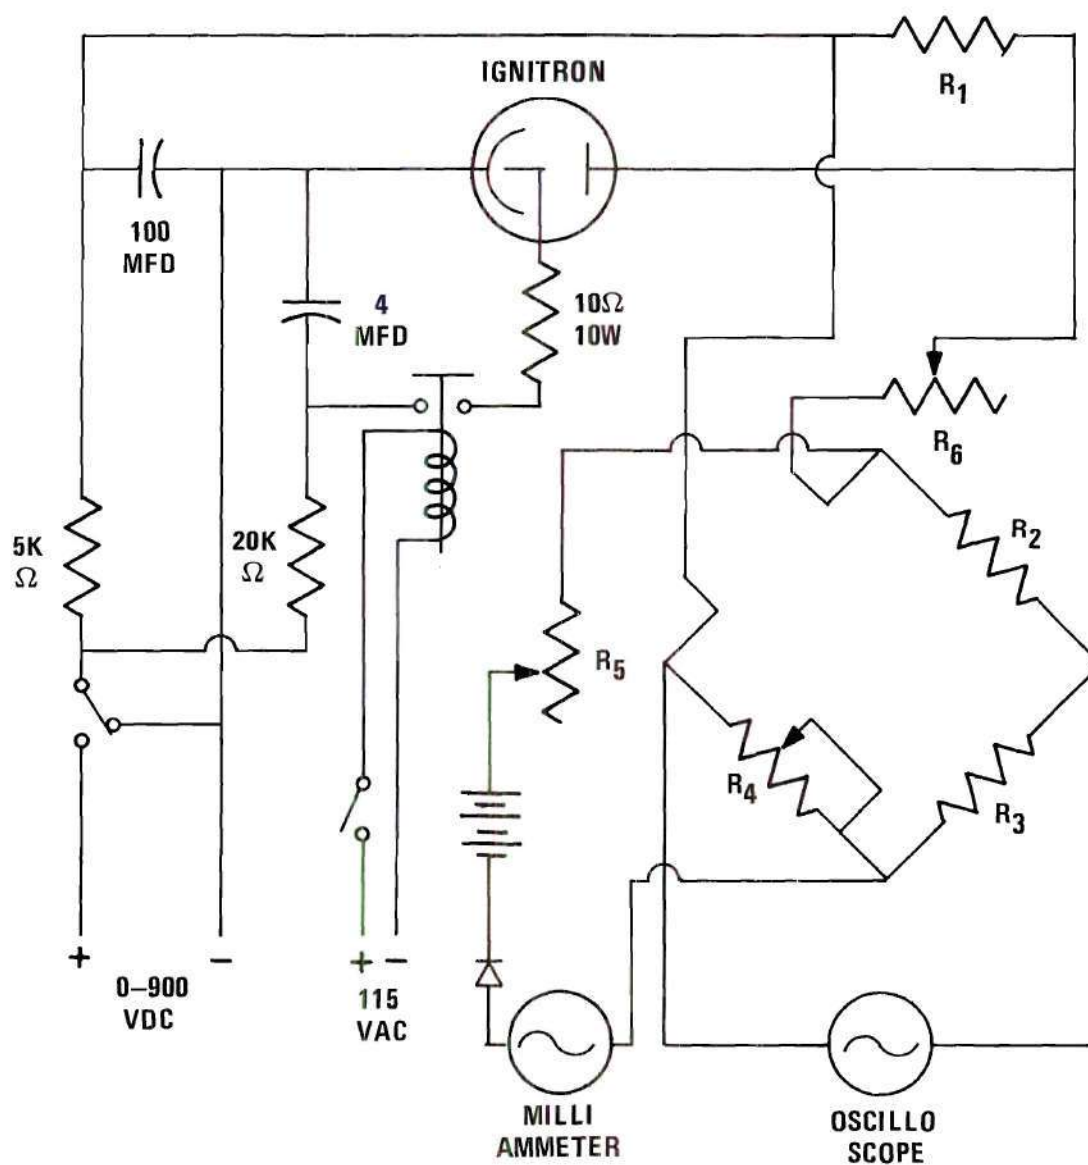 R1
IGNITRON
100
MFD
4
MFD
10Ω
10W
R6
R2
5K
Ω
20K
Ω
R5
R4
R3
+
−
+
−
0–900
VDC
115
VAC
MILLI
AMMETER
OSCILLO
SCOPE